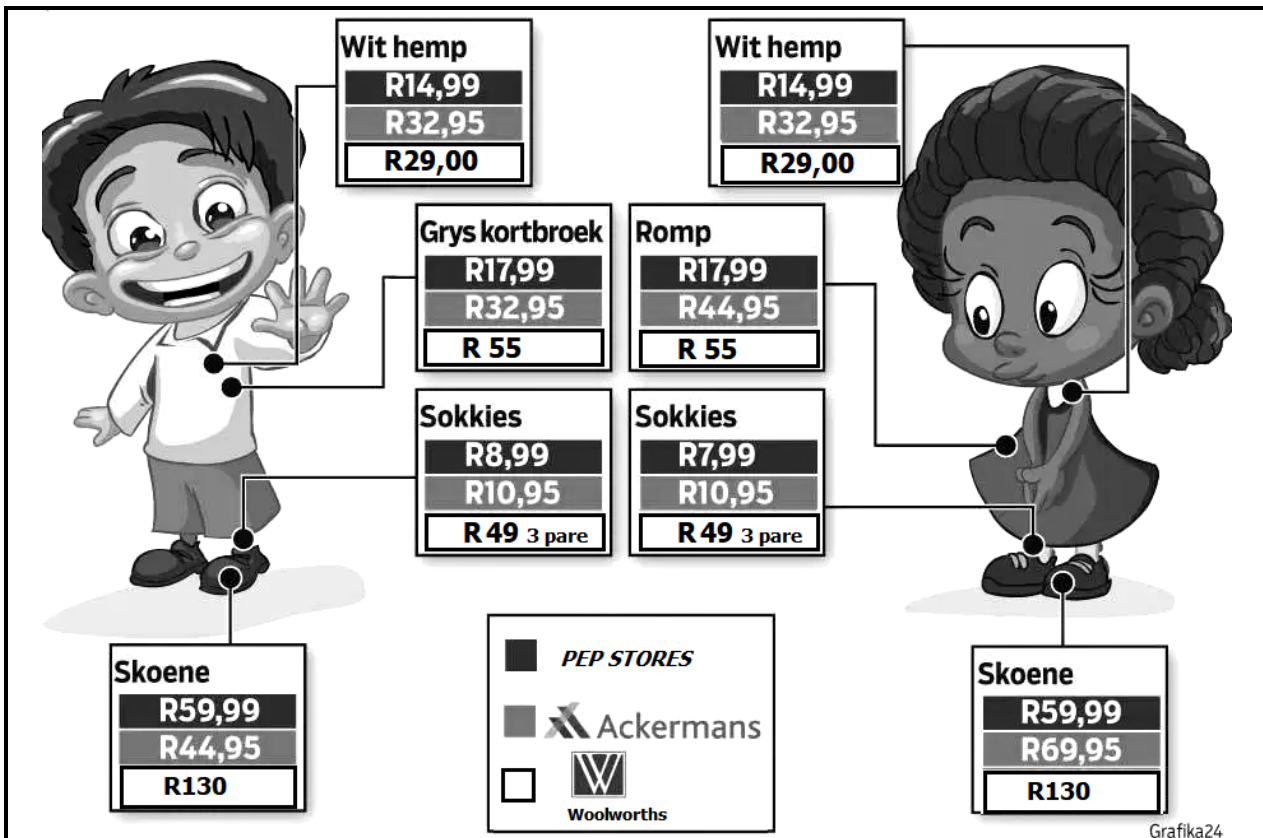 Wit hemp
R14,99
R32,95
R29,00
Wit hemp
R14,99
R32,95
R29,00
Grys kortbroek
R17,99
R32,95
R 55
Romp
R17,99
R44,95
R 55
Sokkies
R8,99
R10,95
R 49 3 pare
Sokkies
R7,99
R10,95
R 49 3 pare
Skoene
R59,99
R44,95
R130
PEP STORES
Ackermans
W
Woolworths
Skoene
R59,99
R69,95
R130
Grafika24